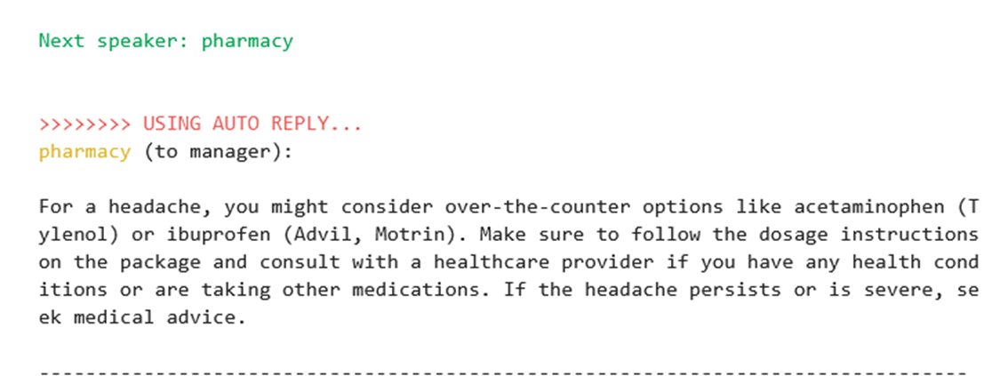 Next speaker: pharmacy
>>>>>>>> USING AUTO REPLY...
pharmacy (to manager):
For a headache, you might consider over-the-counter options like acetaminophen (T
ylenol) or ibuprofen (Advil, Motrin). Make sure to follow the dosage instructions
on the package and consult with a healthcare provider if you have any health cond
itions or are taking other medications. If the headache persists or is severe, se
ek medical advice.
--------------------------------------------------------------------------------